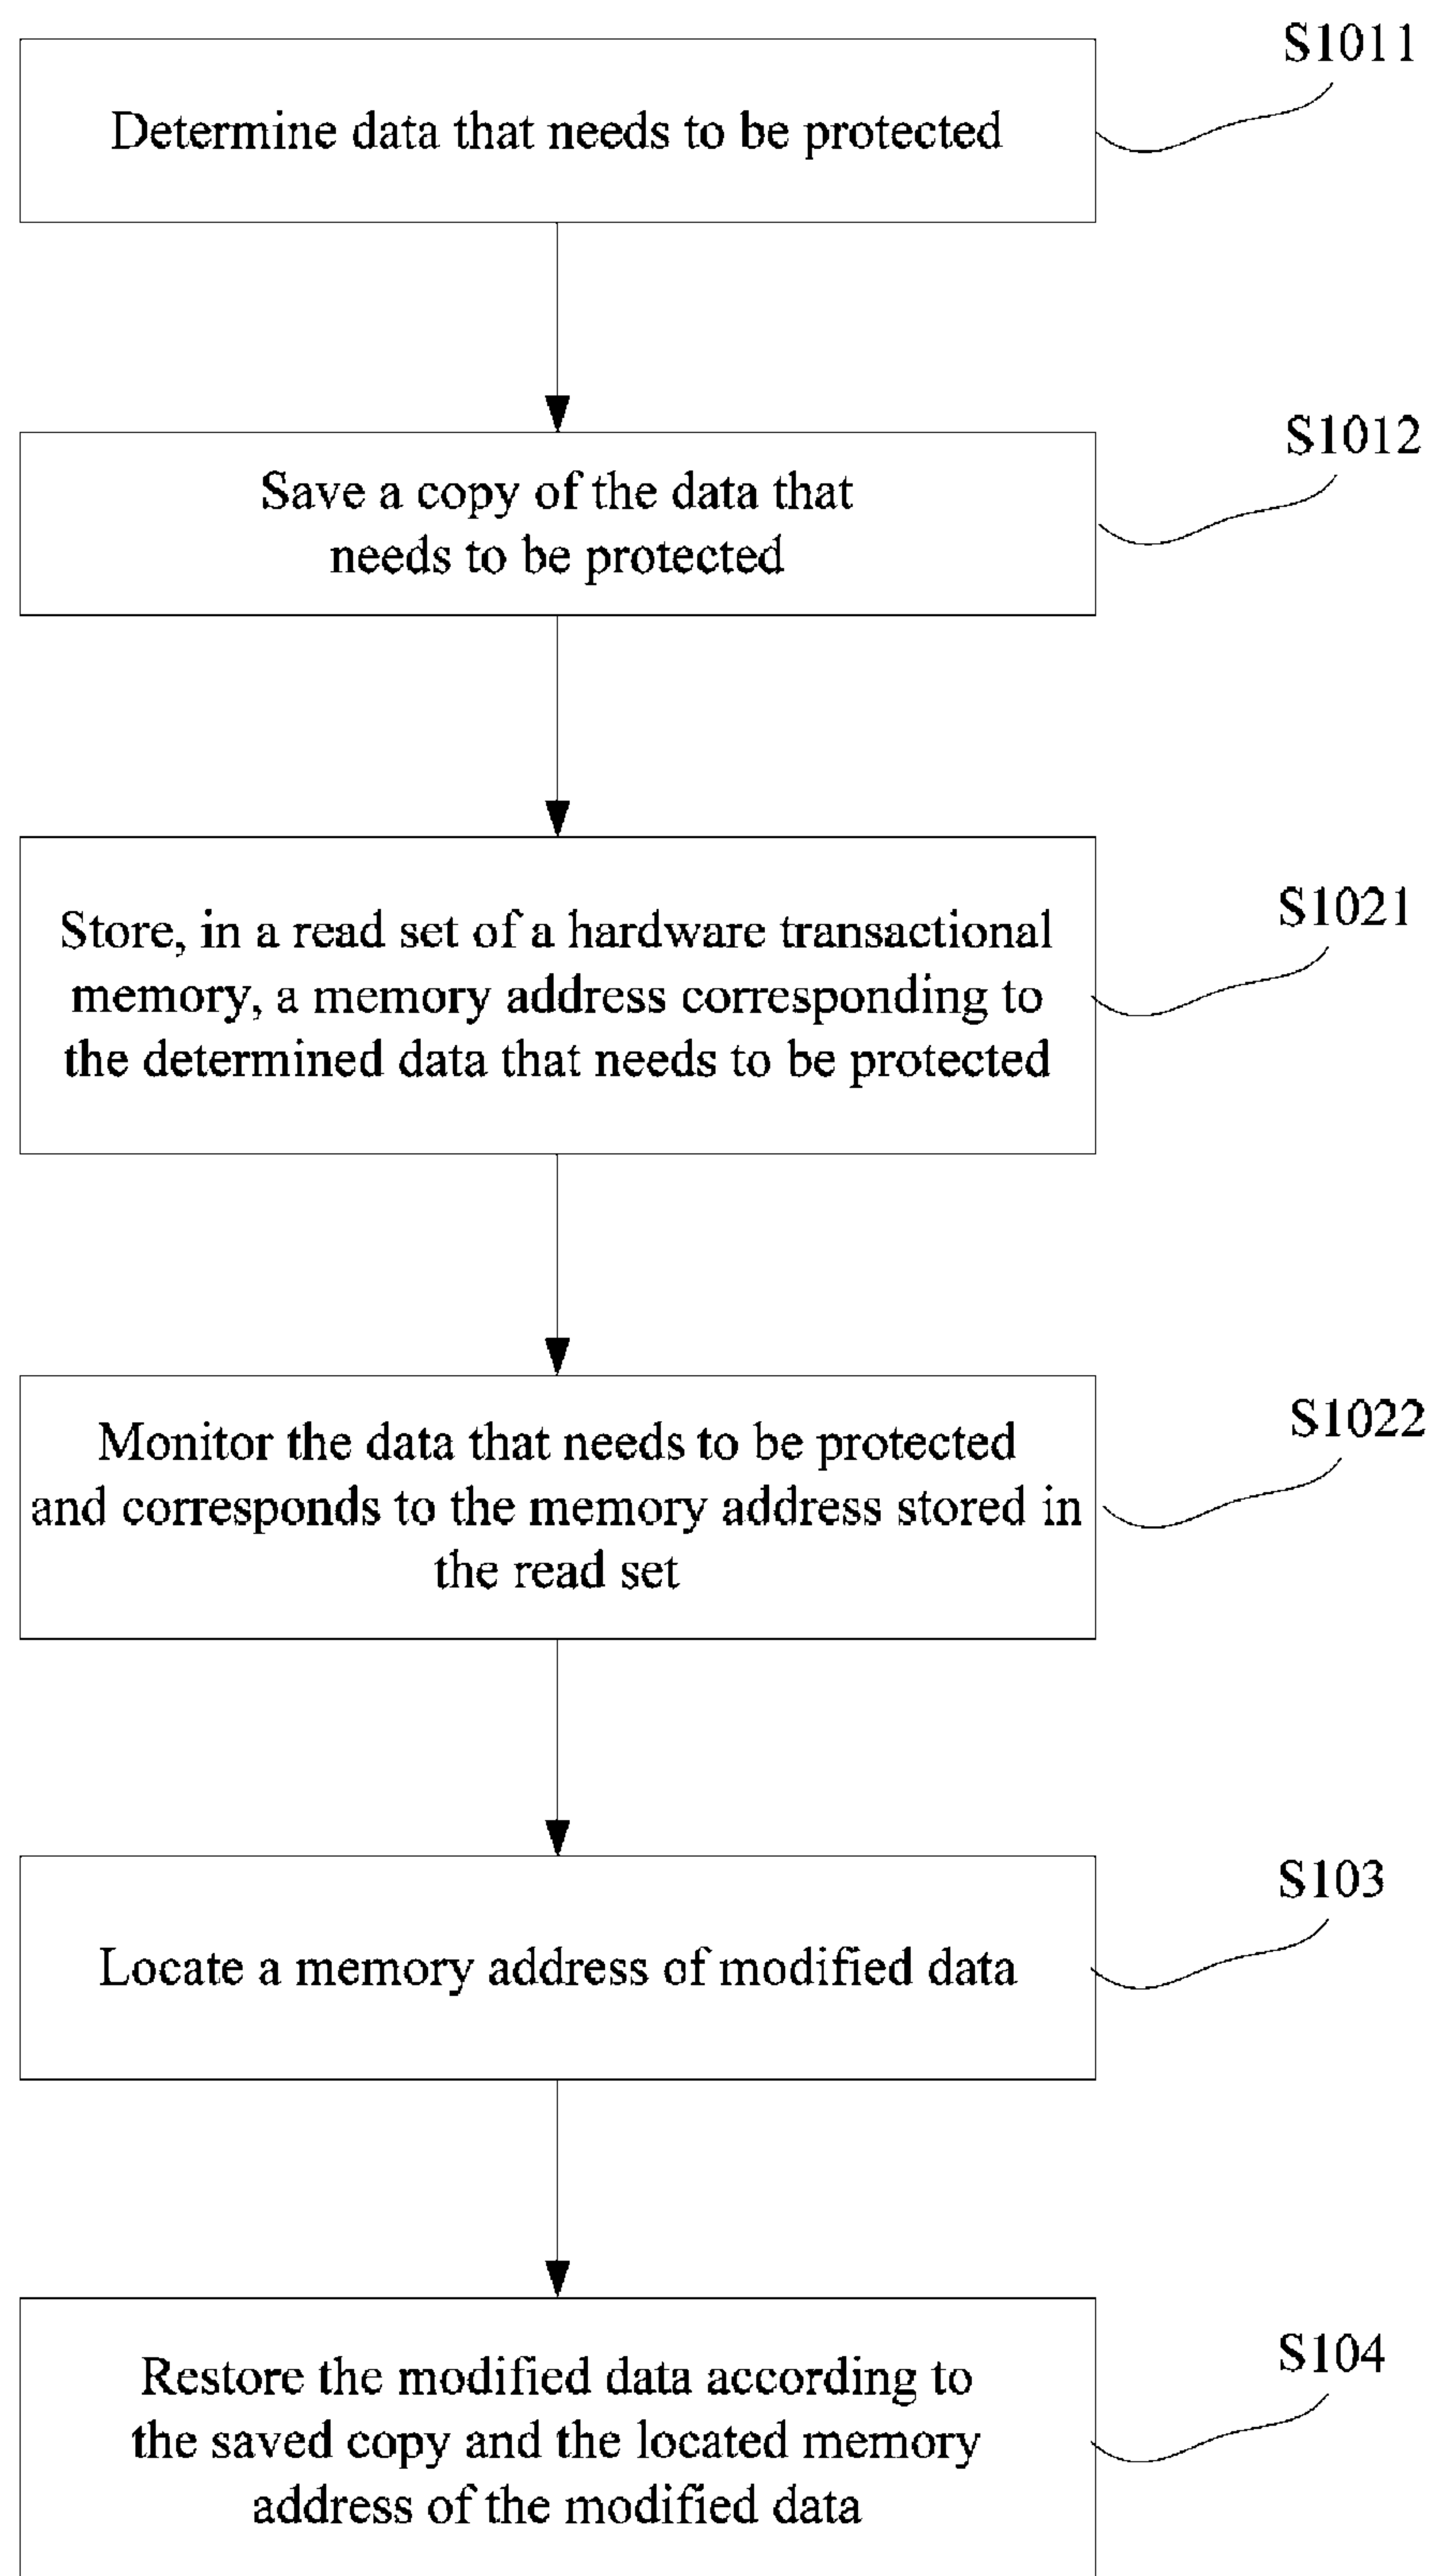 S1011
Determine data that needs to be protected
S1012
Save a copy of the data that
needs to be protected
S1021
Store, in a read set of a hardware transactional
memory, a memory address corresponding to
the determined data that needs to be protected
S1022
Monitor the data that needs to be protected
and corresponds to the memory address stored in
the read set
S103
Locate a memory address of modified data
S104
Restore the modified data according to
the saved copy and the located memory
address of the modified data